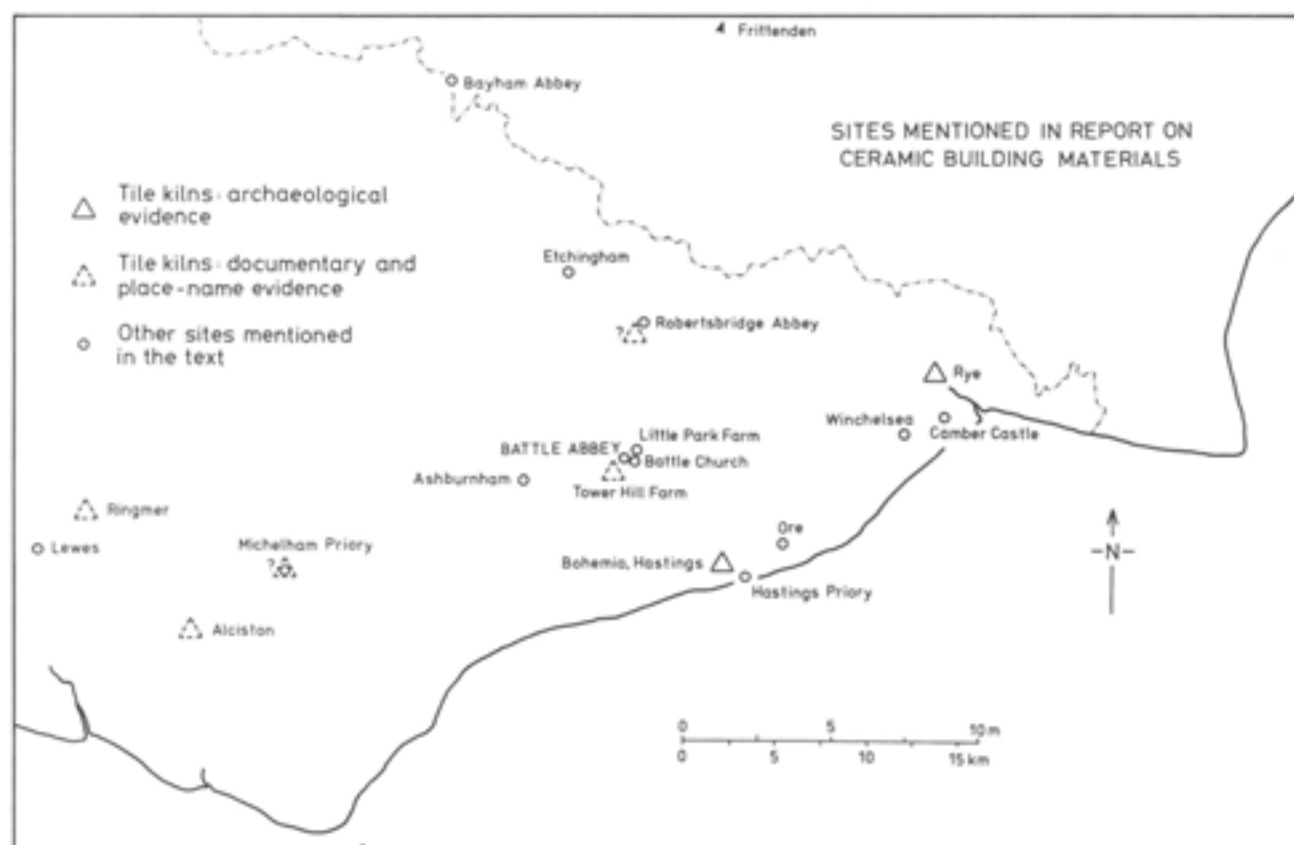 Frittenden
Bayham Abbey
SITES MENTIONED IN REPORT ON
CERAMIC BUILDING MATERIALS
Tile kilns: archaeological
evidence
Tile kilns: documentary and
place-name evidence
Other sites mentioned
in the text
Etchingham
? Robertsbridge Abbey
Rye
Winchelsea
Camber Castle
Little Park Farm
BATTLE ABBEY
Battle Church
Ashburnham
Tower Hill Farm
Ringmer
Lewes
Michelham Priory
?
Ore
Bohemia, Hastings
Hastings Priory
Alciston
-N-
0 5 10 m
0 5 10 15 km